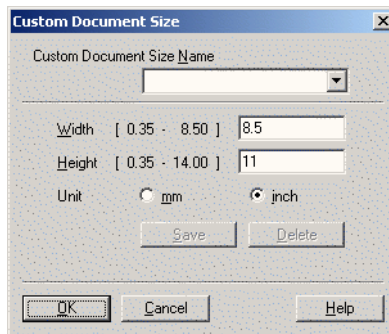 Custom Document Size
Custom Document Size Name
Width [ 0.35 - 8.50 ] 8.5
Height [ 0.35 - 14.00 ] 11
Unit mm inch
Save Delete
OK Cancel Help